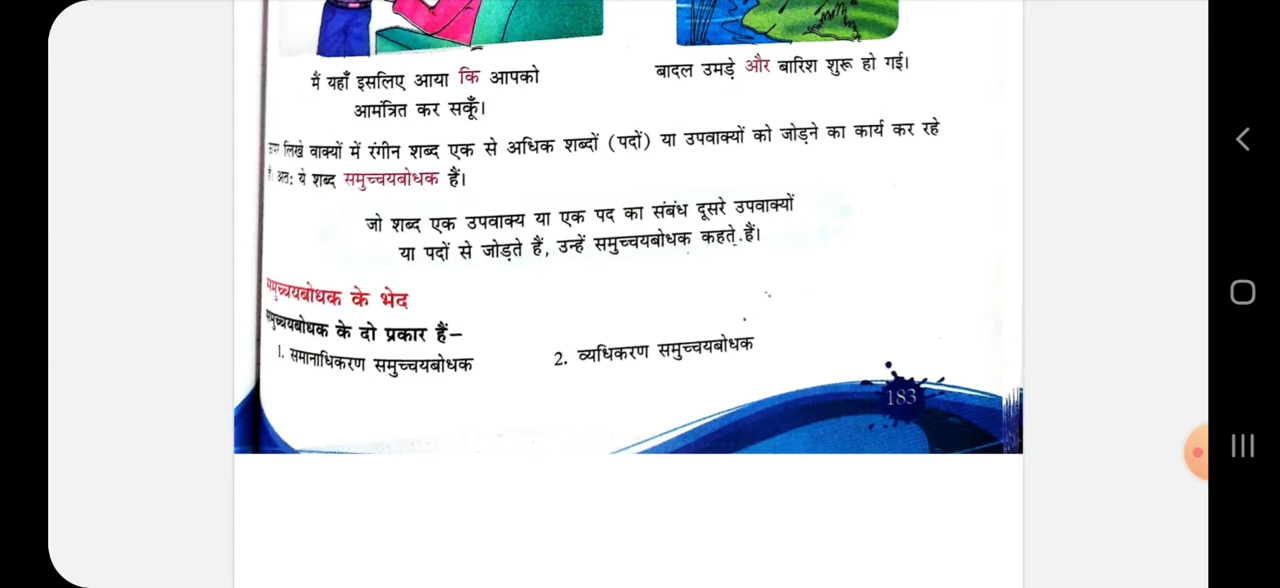 मैं यहाँ इसलिए आया कि आपको
आमंत्रित कर सकूँ।
बादल उमड़े और बारिश शुरू हो गई।
लिखे वाक्यों में रंगीन शब्द एक से अधिक शब्दों (पदों) या उपवाक्यों को जोड़ने का कार्य कर रहे
हैं। अतः ये शब्द समुच्चयबोधक हैं।
जो शब्द एक उपवाक्य या एक पद का संबंध दूसरे उपवाक्यों
या पदों से जोड़ते हैं, उन्हें समुच्चयबोधक कहते हैं।
समुच्चयबोधक के भेद
समुच्चयबोधक के दो प्रकार हैं–
1. समानाधिकरण समुच्चयबोधक
2. व्यधिकरण समुच्चयबोधक
183